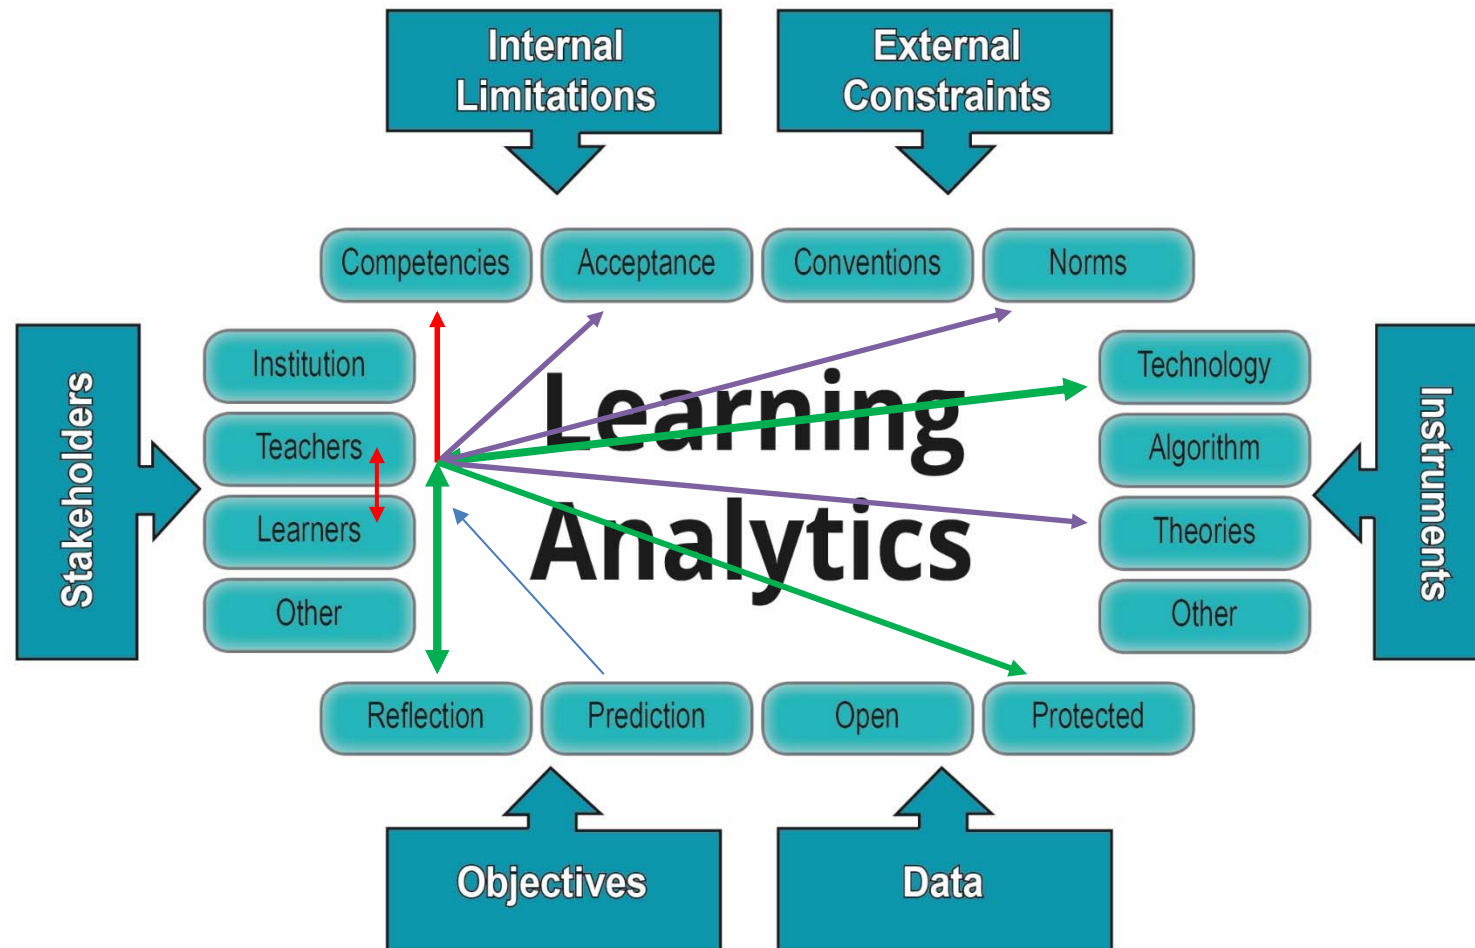 Internal
Limitations
External
Constraints
Competencies
Acceptance
Conventions
Norms
Stakeholders
Institution
Teachers
Learners
Other
Learning
Analytics
Technology
Algorithm
Theories
Other
Instruments
Reflection
Prediction
Open
Protected
Objectives
Data